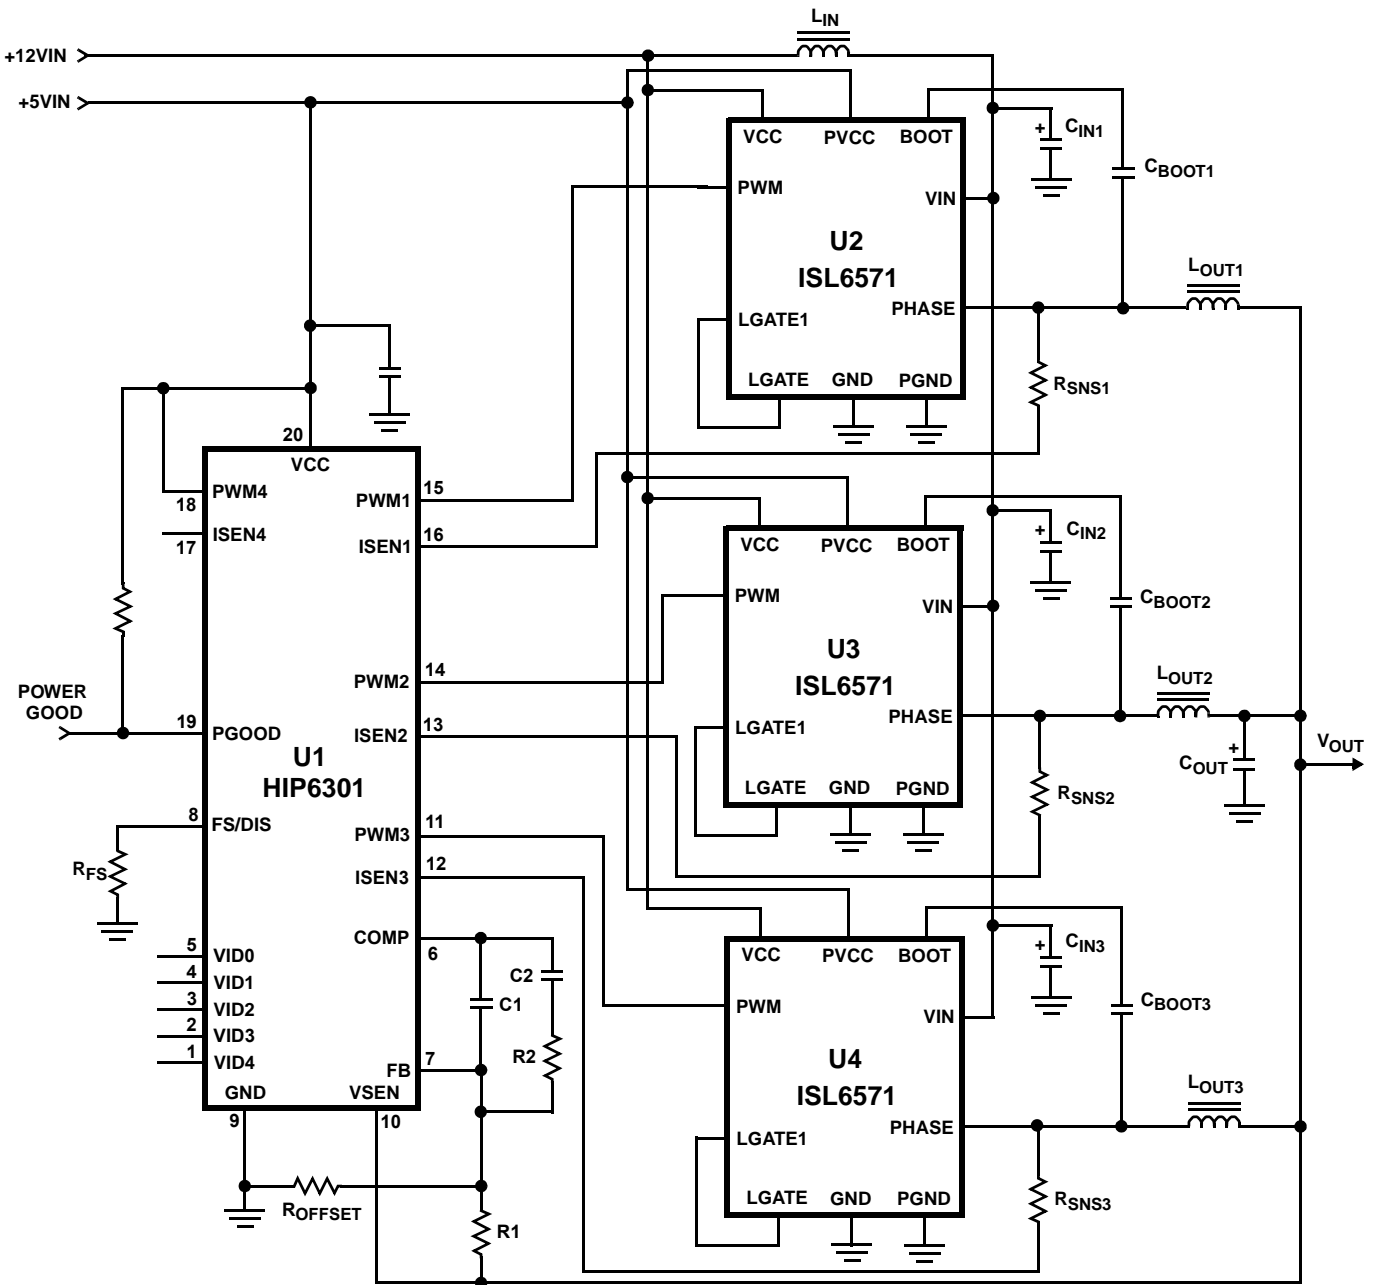 LIN
+12VIN
+5VIN
VCC PVCC BOOT
+ CIN1
CBOOT1
PWM
VIN
U2
ISL6571
LOUT1
LGATE1
PHASE
LGATE GND PGND
RSNS1
20
VCC
18 PWM4
PWM1 15
17 ISEN4
ISEN1 16
VCC PVCC BOOT
+ CIN2
CBOOT2
PWM
VIN
U3
ISL6571
LOUT2
PWM2 14
POWER
GOOD
19 PGOOD
ISEN2 13
LGATE1
PHASE
VOUT
+
COUT
U1
HIP6301
LGATE GND PGND
RSNS2
8 FS/DIS
PWM3 11
RFS
ISEN3 12
COMP
6
VCC PVCC BOOT
+ CIN3
CBOOT3
5 VID0
4 VID1
3 VID2
2 VID3
1 VID4
C2
C1
R2
PWM
VIN
U4
ISL6571
LOUT3
FB 7
GND VSEN
9 10
LGATE1
PHASE
LGATE GND PGND
RSNS3
ROFFSET
R1